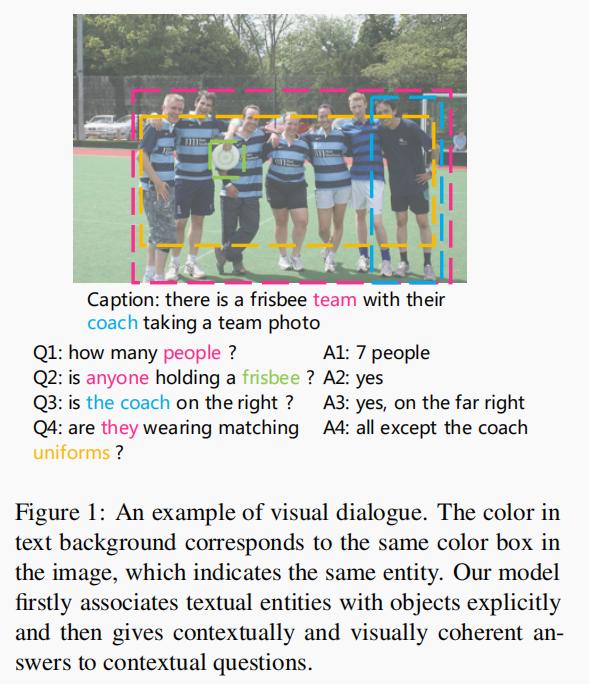 Caption: there is a frisbee team with their
coach taking a team photo
Q1: how many people ? A1: 7 people
Q2: is anyone holding a frisbee ? A2: yes
Q3: is the coach on the right ? A3: yes, on the far right
Q4: are they wearing matching A4: all except the coach
uniforms ?
Figure 1: An example of visual dialogue. The color in
text background corresponds to the same color box in
the image, which indicates the same entity. Our model
firstly associates textual entities with objects explicitly
and then gives contextually and visually coherent an-
swers to contextual questions.